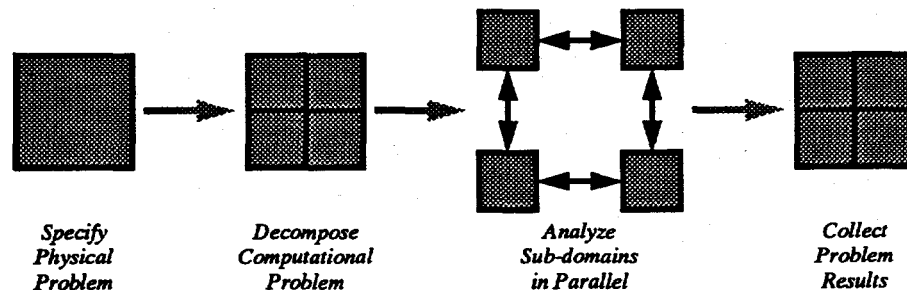 Specify
Physical
Problem
Decompose
Computational
Problem
Analyze
Sub-domains
in Parallel
Collect
Problem
Results